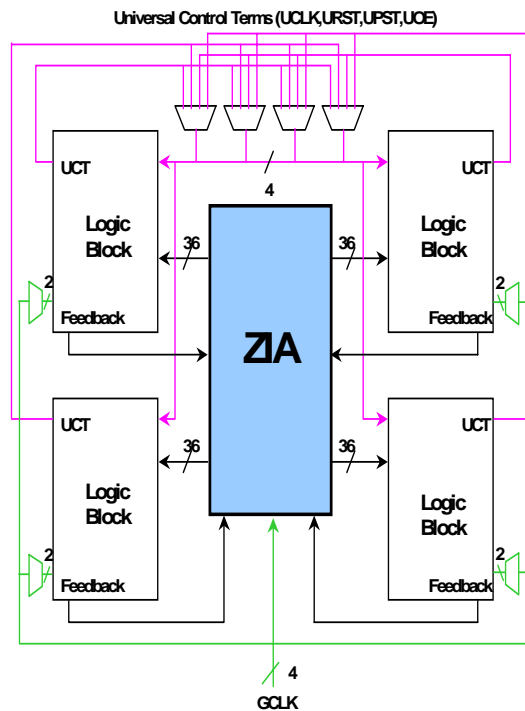 Universal Control Terms (UCLK,URST,UPST,UOE)
UCT
UCT
4
Logic
Block
Logic
Block
36
36
2
2
Feedback
Feedback
ZIA
UCT
UCT
36
36
Logic
Block
Logic
Block
2
2
Feedback
Feedback
4
GCLK